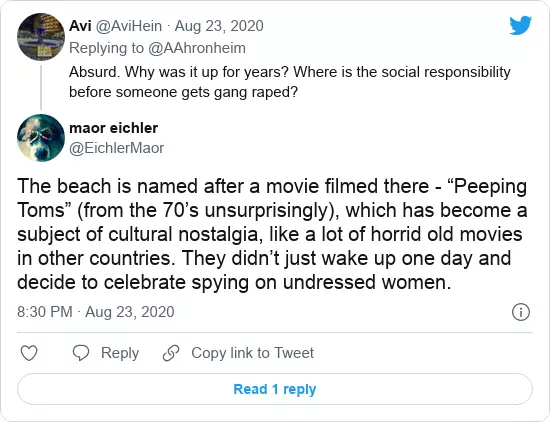 Avi @AviHein · Aug 23, 2020
Replying to @AAhronheim
Absurd. Why was it up for years? Where is the social responsibility
before someone gets gang raped?
maor eichler
@EichlerMaor
The beach is named after a movie filmed there - “Peeping
Toms” (from the 70’s unsurprisingly), which has become a
subject of cultural nostalgia, like a lot of horrid old movies
in other countries. They didn’t just wake up one day and
decide to celebrate spying on undressed women.
8:30 PM · Aug 23, 2020
Reply
Copy link to Tweet
Read 1 reply